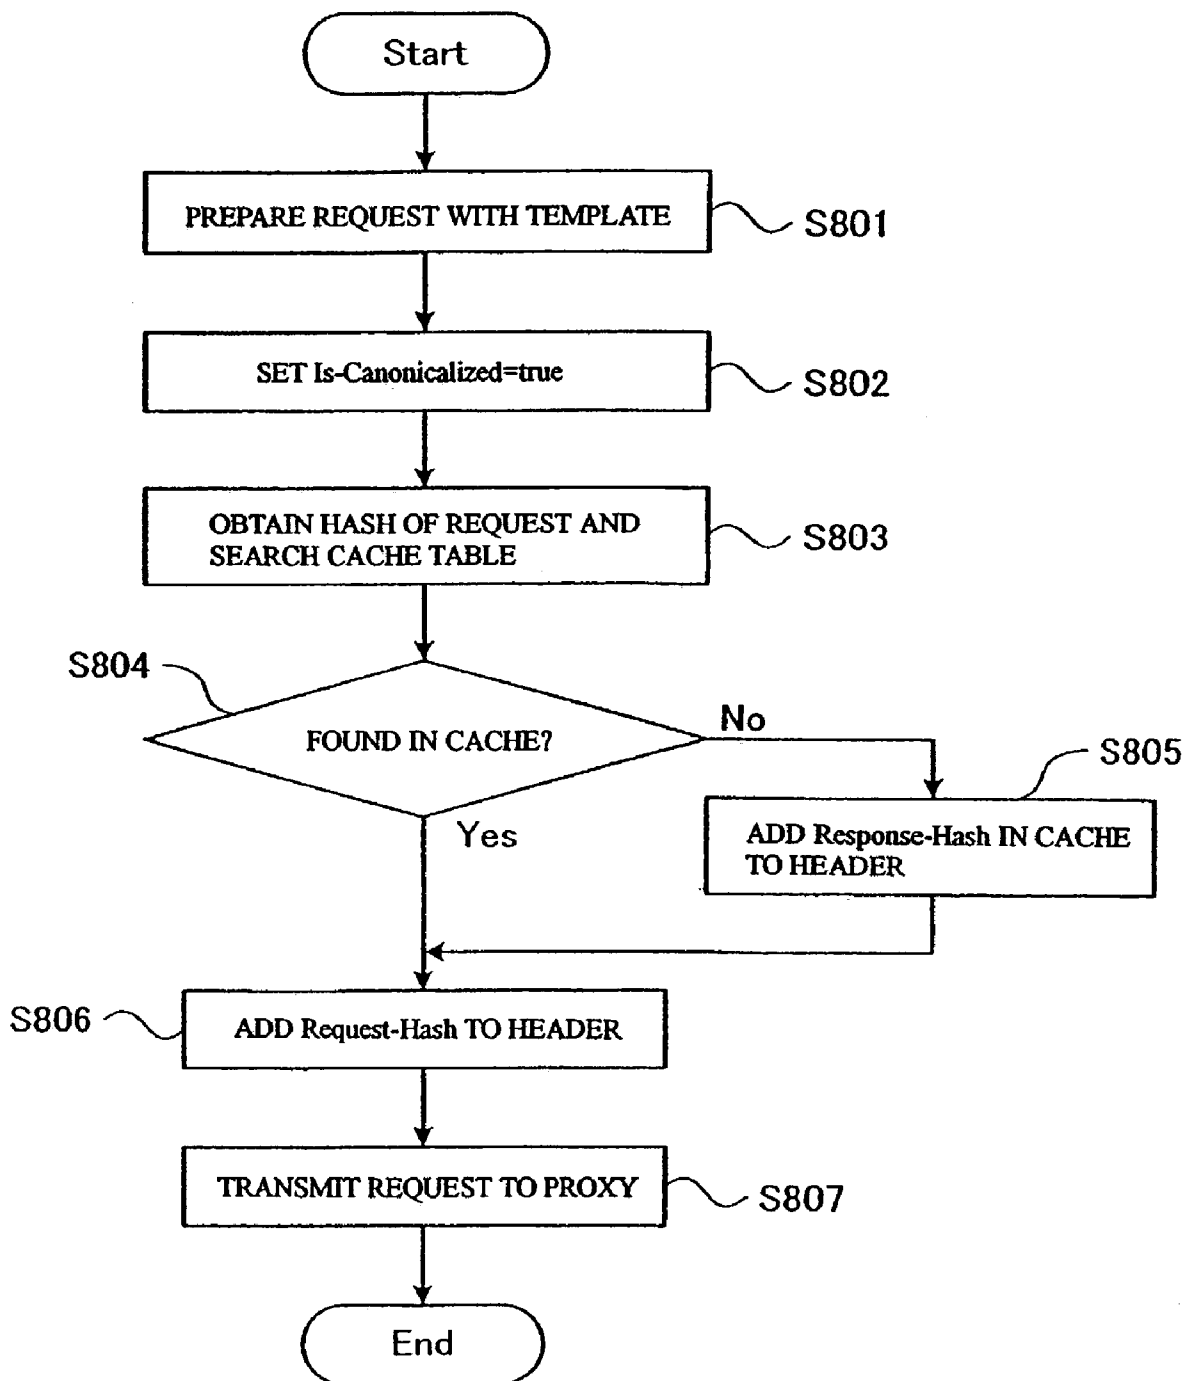 Start
PREPARE REQUEST WITH TEMPLATE
S801
SET Is-Canonicalized=true
S802
OBTAIN HASH OF REQUEST AND
SEARCH CACHE TABLE
S803
S804
FOUND IN CACHE?
No
Yes
S805
ADD Response-Hash IN CACHE
TO HEADER
S806
ADD Request-Hash TO HEADER
TRANSMIT REQUEST TO PROXY
S807
End